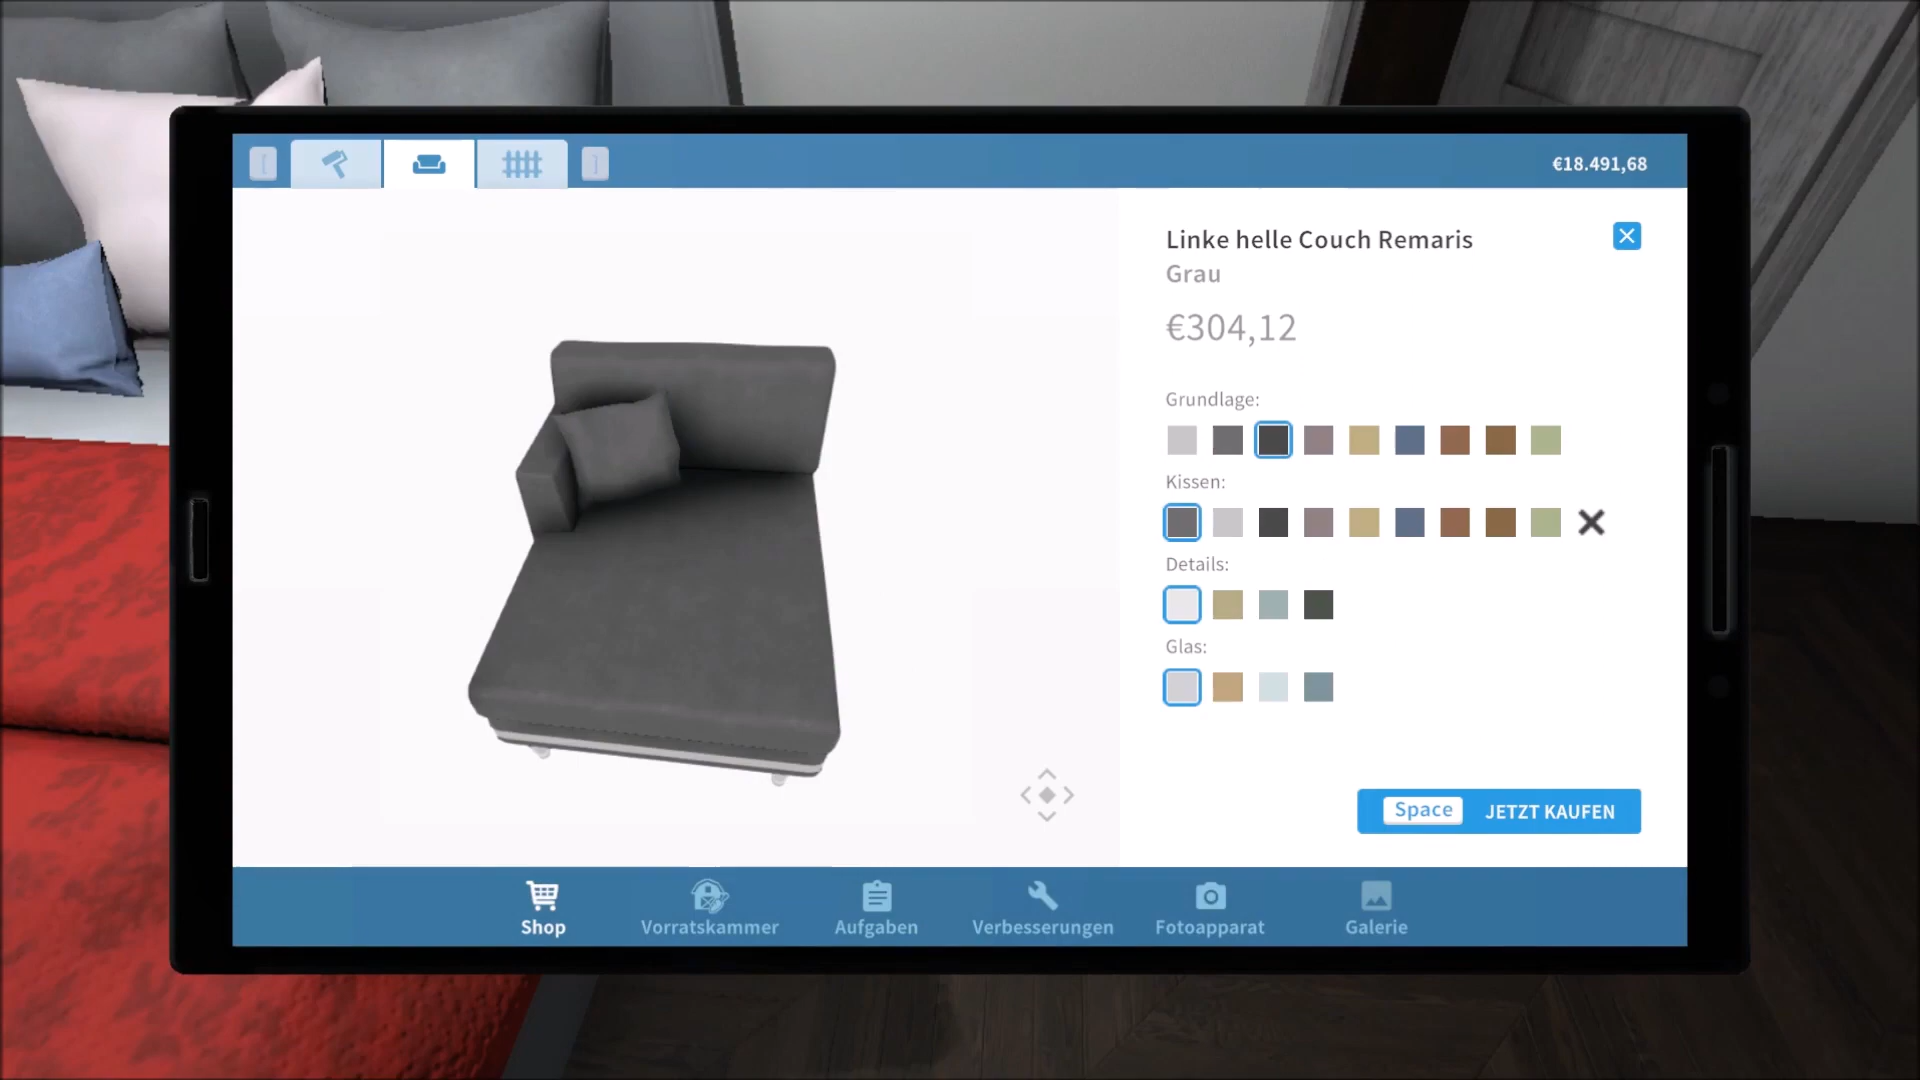 [
]
€18.491,68
Linke helle Couch Remaris
Grau
€304,12
Grundlage:
Kissen:
Details:
Glas:
Space JETZT KAUFEN
Shop
Vorratskammer
Aufgaben
Verbesserungen
Fotoapparat
Galerie